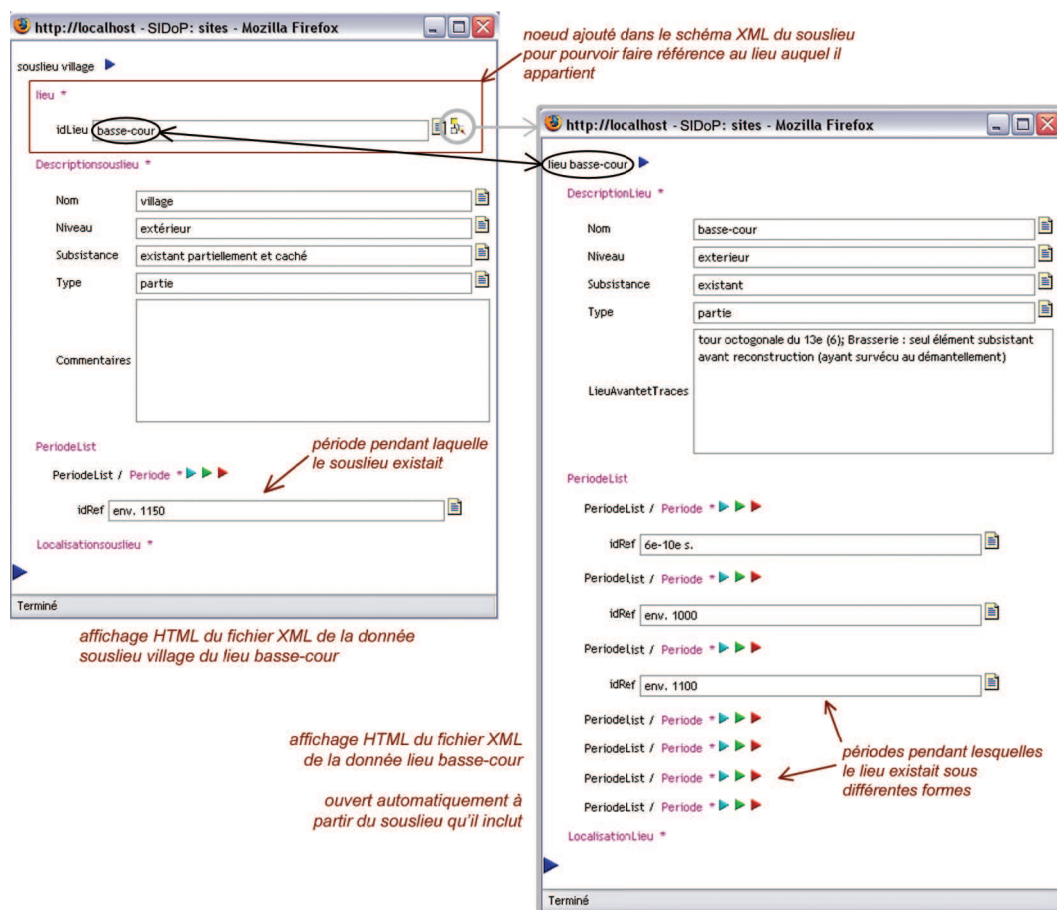 http://localhost - SIDoP: sites - Mozilla Firefox
souslieu village
lieu *
idLieu basse-cour
Descriptionsouslieu *
Nom village
Niveau extérieur
Subsistance existant partiellement et caché
Type partie
Commentaires
PeriodeList
PeriodeList / Periode *
idRef env. 1150
Localisationsouslieu *
Terminé
noeud ajouté dans le schéma XML du souslieu
pour pourvoir faire référence au lieu auquel il
appartient
période pendant laquelle
le souslieu existait
affichage HTML du fichier XML de la donnée
souslieu village du lieu basse-cour
http://localhost - SIDoP: sites - Mozilla Firefox
lieu basse-cour
DescriptionLieu *
Nom basse-cour
Niveau exterieur
Subsistance existant
Type partie
LieuAvantetTraces
tour octogonale du 13e (6); Brasserie : seul élément subsistant
avant reconstruction (ayant survécu au démantellement)
PeriodeList
PeriodeList / Periode *
idRef 6e-10e s.
PeriodeList / Periode *
idRef env. 1000
PeriodeList / Periode *
idRef env. 1100
PeriodeList / Periode *
PeriodeList / Periode *
PeriodeList / Periode *
PeriodeList / Periode *
LocalisationLieu *
Terminé
périodes pendant lesquelles
le lieu existait sous
différentes formes
affichage HTML du fichier XML
de la donnée lieu basse-cour
ouvert automatiquement à
partir du souslieu qu'il inclut